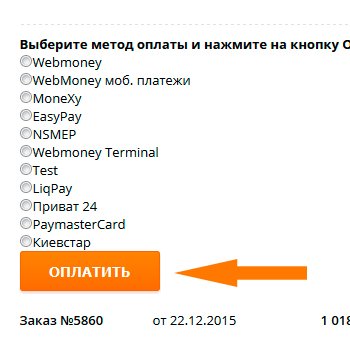 Выберите метод оплаты и нажмите на кнопку
Webmoney
WebMoney моб. платежи
MoneXy
EasyPay
NSMEP
Webmoney Terminal
Test
LiqPay
Приват 24
PaymasterCard
Киевстар
ОПЛАТИТЬ
Заказ №5860 от 22.12.2015 1 018